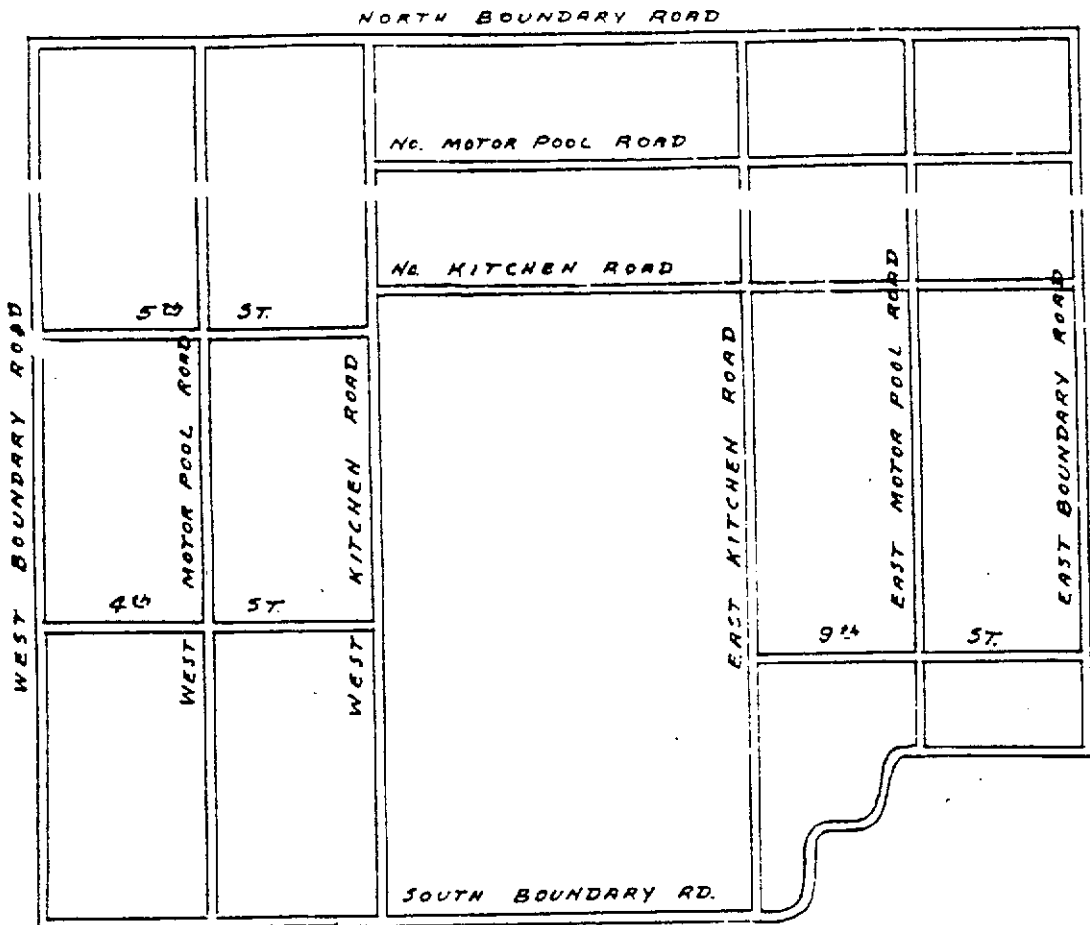 NORTH BOUNDARY ROAD
No. MOTOR POOL ROAD
No. KITCHEN ROAD
5th ST.
4th ST.
9th ST.
WEST BOUNDARY ROAD
WEST MOTOR POOL ROAD
WEST KITCHEN ROAD
EAST KITCHEN ROAD
EAST MOTOR POOL ROAD
EAST BOUNDARY ROAD
SOUTH BOUNDARY RD.